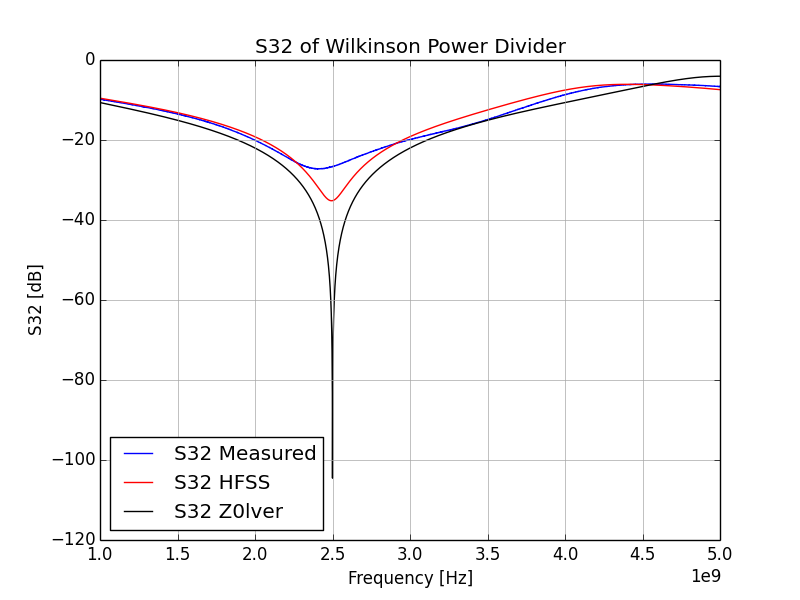 S32 of Wilkinson Power Divider
S32 [dB]
0
−20
−40
−60
−80
−100
−120
S32 Measured
S32 HFSS
S32 Z0lver
1.0 1.5 2.0 2.5 3.0 3.5 4.0 4.5 5.0
Frequency [Hz]
1e9